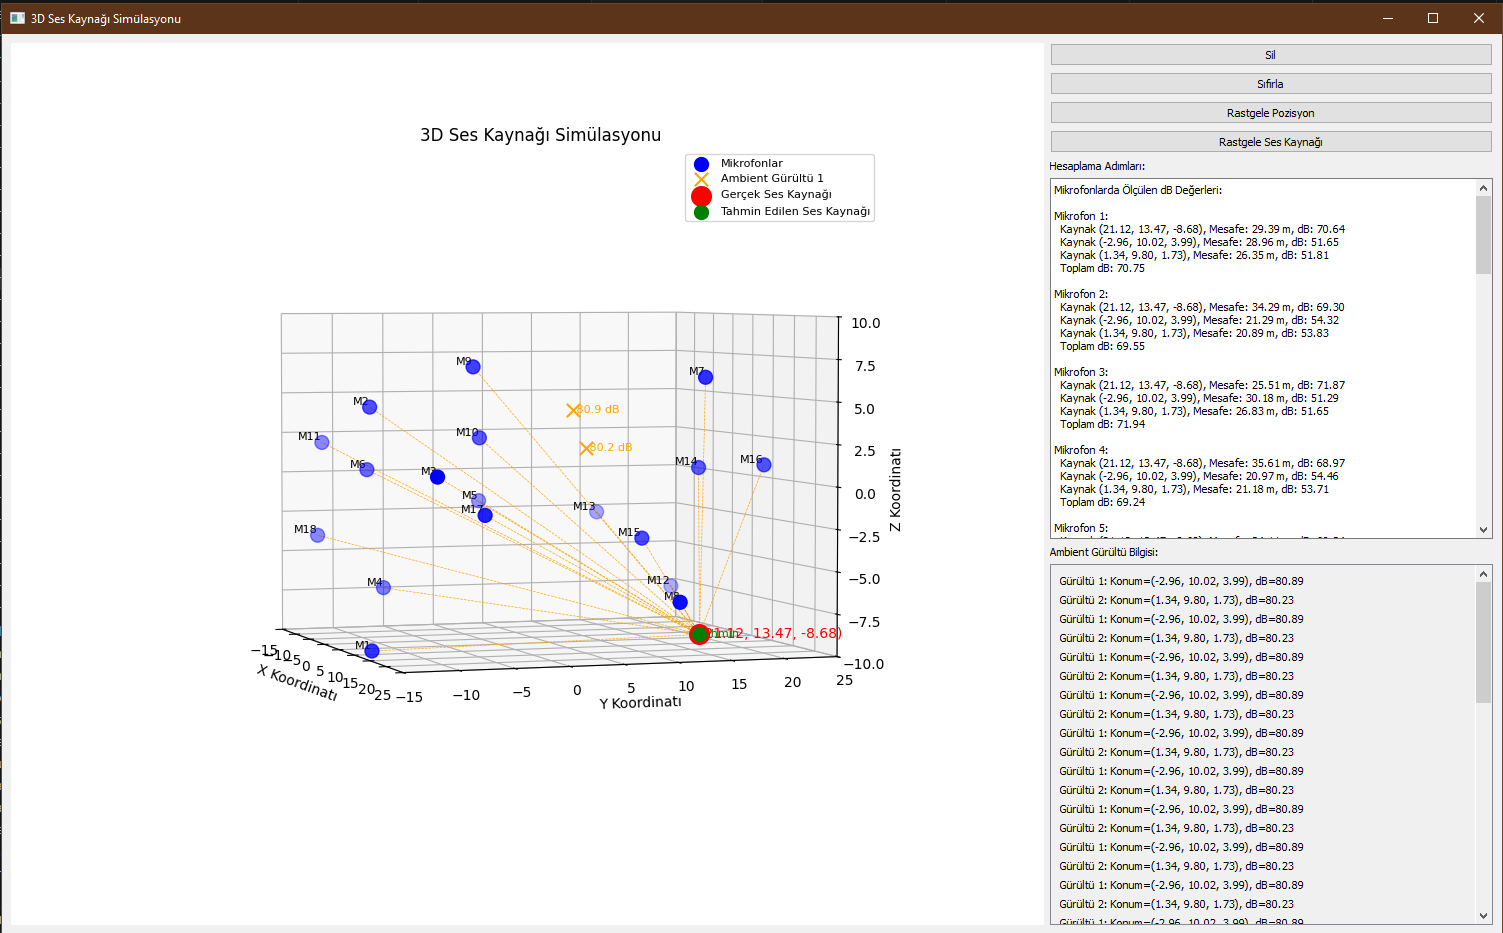 3D Ses Kaynağı Simülasyonu
3D Ses Kaynağı Simülasyonu
Mikrofonlar
Ambient Gürültü 1
Gerçek Ses Kaynağı
Tahmin Edilen Ses Kaynağı
M9
M7
M2
80.9 dB
M11
M10
80.2 dB
M6
M3
M14
M16
M5
M17
M13
M18
M15
M4
M12
M8
M1
21.12, 13.47, -8.68)
10.0
7.5
5.0
2.5
0.0
−2.5
−5.0
−7.5
−10.0
Z Koordinatı
−15
−10
−5
0
5
10
15
20
25
X Koordinatı
−15
−10
−5
0
5
10
15
20
25
Y Koordinatı
Sil
Sıfırla
Rastgele Pozisyon
Rastgele Ses Kaynağı
Hesaplama Adımları:
Mikrofonlarda Ölçülen dB Değerleri:
Mikrofon 1:
Kaynak (21.12, 13.47, -8.68), Mesafe: 29.39 m, dB: 70.64
Kaynak (-2.96, 10.02, 3.99), Mesafe: 28.96 m, dB: 51.65
Kaynak (1.34, 9.80, 1.73), Mesafe: 26.35 m, dB: 51.81
Toplam dB: 70.75
Mikrofon 2:
Kaynak (21.12, 13.47, -8.68), Mesafe: 34.29 m, dB: 69.30
Kaynak (-2.96, 10.02, 3.99), Mesafe: 21.29 m, dB: 54.32
Kaynak (1.34, 9.80, 1.73), Mesafe: 20.89 m, dB: 53.83
Toplam dB: 69.55
Mikrofon 3:
Kaynak (21.12, 13.47, -8.68), Mesafe: 25.51 m, dB: 71.87
Kaynak (-2.96, 10.02, 3.99), Mesafe: 30.18 m, dB: 51.29
Kaynak (1.34, 9.80, 1.73), Mesafe: 26.83 m, dB: 51.65
Toplam dB: 71.94
Mikrofon 4:
Kaynak (21.12, 13.47, -8.68), Mesafe: 35.61 m, dB: 68.97
Kaynak (-2.96, 10.02, 3.99), Mesafe: 20.97 m, dB: 54.46
Kaynak (1.34, 9.80, 1.73), Mesafe: 21.18 m, dB: 53.71
Toplam dB: 69.24
Mikrofon 5:
Ambient Gürültü Bilgisi:
Gürültü 1: Konum=(-2.96, 10.02, 3.99), dB=80.89
Gürültü 2: Konum=(1.34, 9.80, 1.73), dB=80.23
Gürültü 1: Konum=(-2.96, 10.02, 3.99), dB=80.89
Gürültü 2: Konum=(1.34, 9.80, 1.73), dB=80.23
Gürültü 1: Konum=(-2.96, 10.02, 3.99), dB=80.89
Gürültü 2: Konum=(1.34, 9.80, 1.73), dB=80.23
Gürültü 1: Konum=(-2.96, 10.02, 3.99), dB=80.89
Gürültü 2: Konum=(1.34, 9.80, 1.73), dB=80.23
Gürültü 1: Konum=(-2.96, 10.02, 3.99), dB=80.89
Gürültü 2: Konum=(1.34, 9.80, 1.73), dB=80.23
Gürültü 1: Konum=(-2.96, 10.02, 3.99), dB=80.89
Gürültü 2: Konum=(1.34, 9.80, 1.73), dB=80.23
Gürültü 1: Konum=(-2.96, 10.02, 3.99), dB=80.89
Gürültü 2: Konum=(1.34, 9.80, 1.73), dB=80.23
Gürültü 1: Konum=(-2.96, 10.02, 3.99), dB=80.89
Gürültü 2: Konum=(1.34, 9.80, 1.73), dB=80.23
Gürültü 1: Konum=(-2.96, 10.02, 3.99), dB=80.89
Gürültü 2: Konum=(1.34, 9.80, 1.73), dB=80.23
Gürültü 1: Konum=(-2.96, 10.02, 3.99), dB=80.89